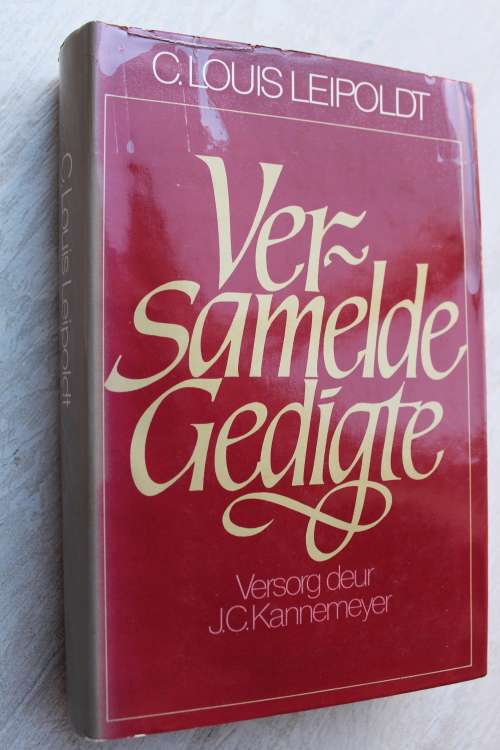 C. LOUIS LEIPOLDT
Ver-
samelde
Gedigte
Versorg deur
J.C. Kannemeyer
C. Louis Leipoldt